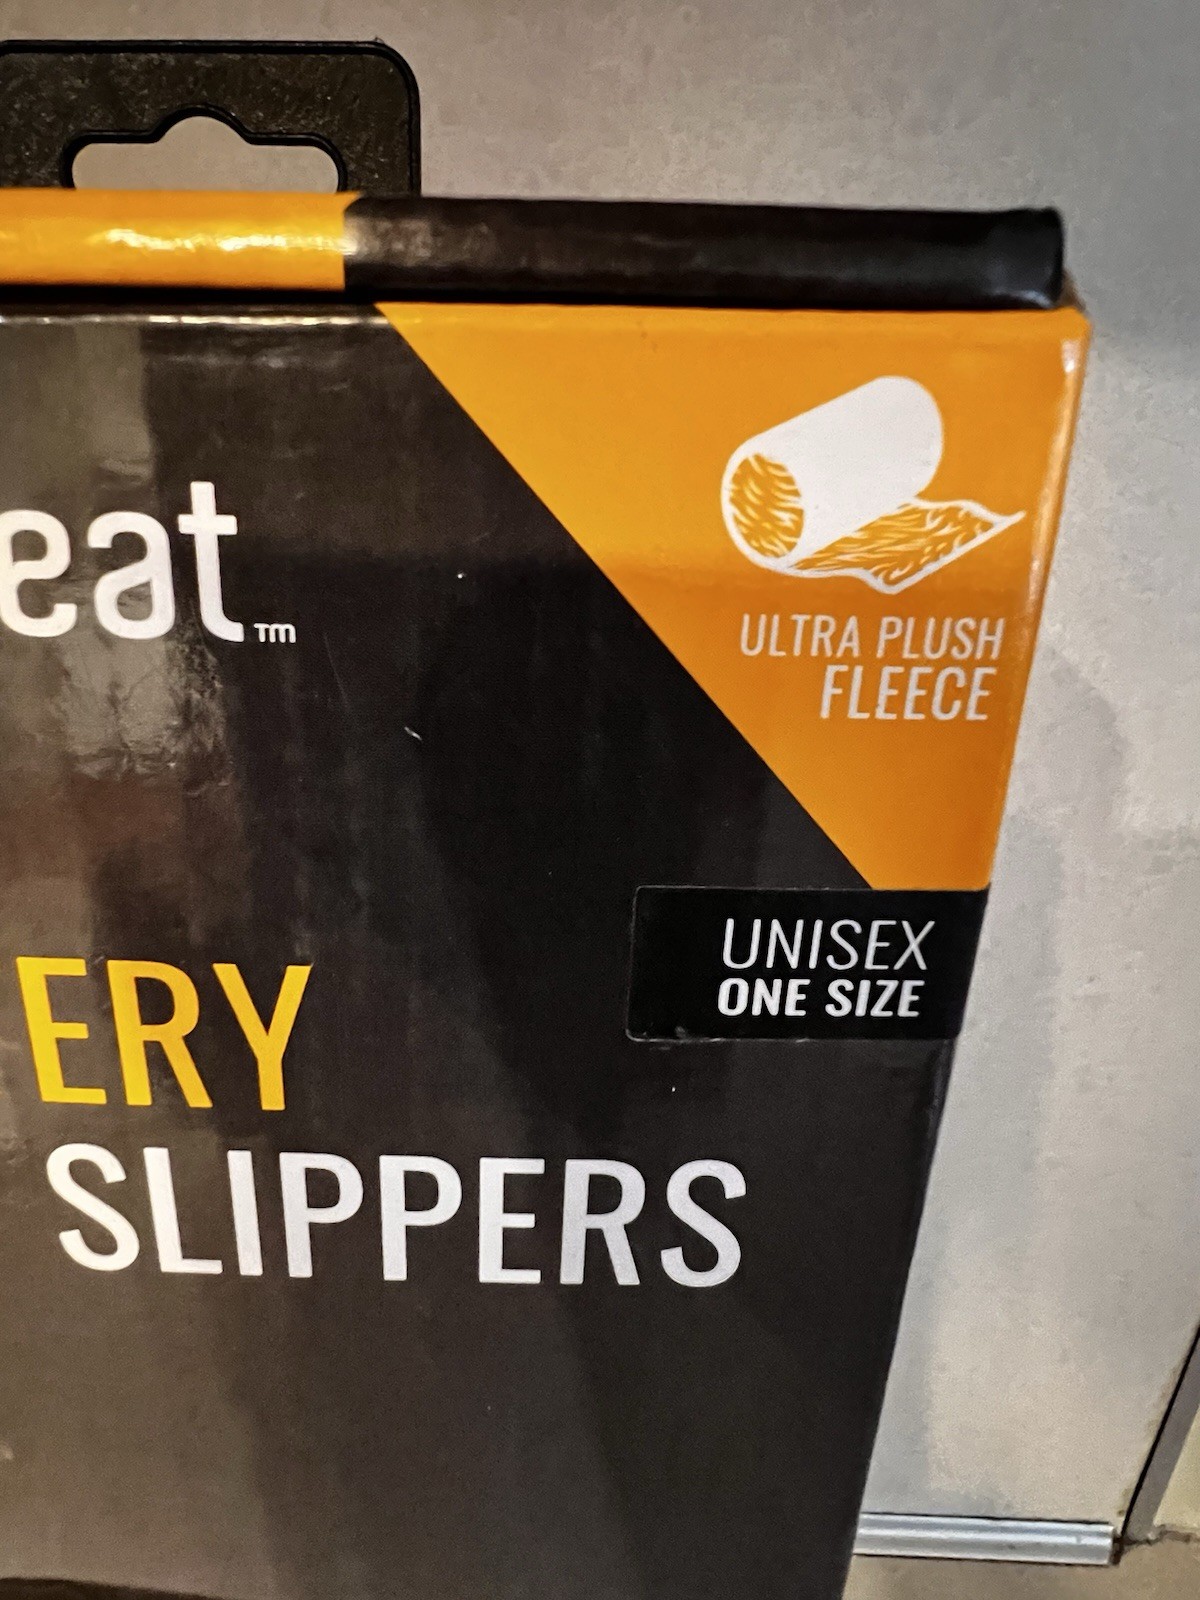 eat™
ULTRA PLUSH
FLEECE
UNISEX
ONE SIZE
ERY
SLIPPERS